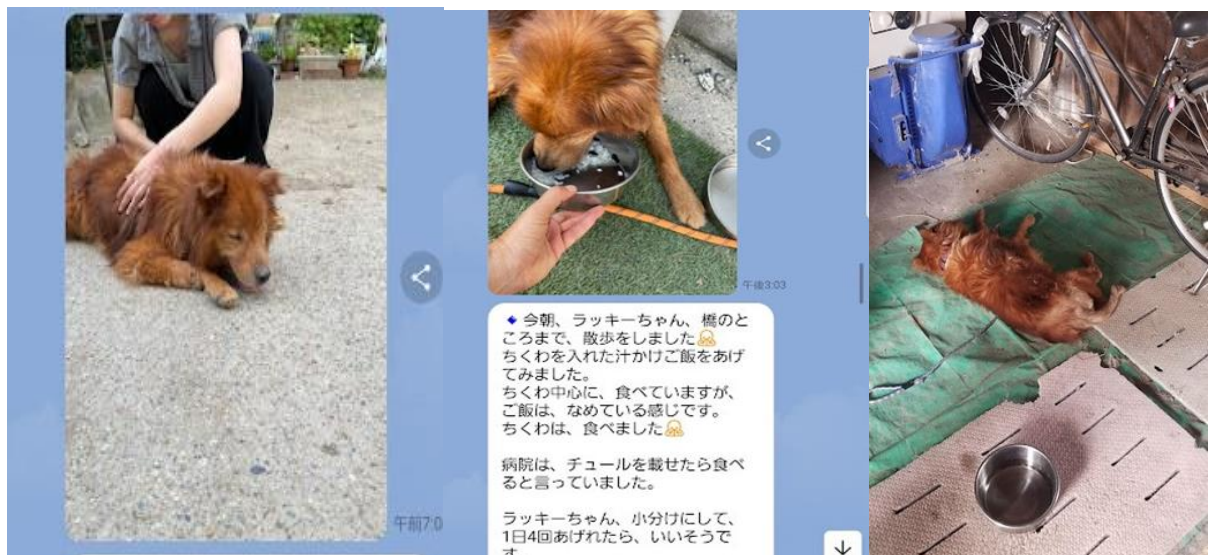 午前7:0
午後3:03
🔹今朝、ラッキーちゃん、橋のと
ころまで、散歩をしました🙇
ちくわを入れた汁かけご飯をあげ
てみました。
ちくわ中心に、食べていますが、
ご飯は、なめている感じです。
ちくわは、食べました🙇
病院は、チュールを載せたら食べ
ると言っていました。
ラッキーちゃん、小分けにして、
1日4回あげれたら、いいそうで
す